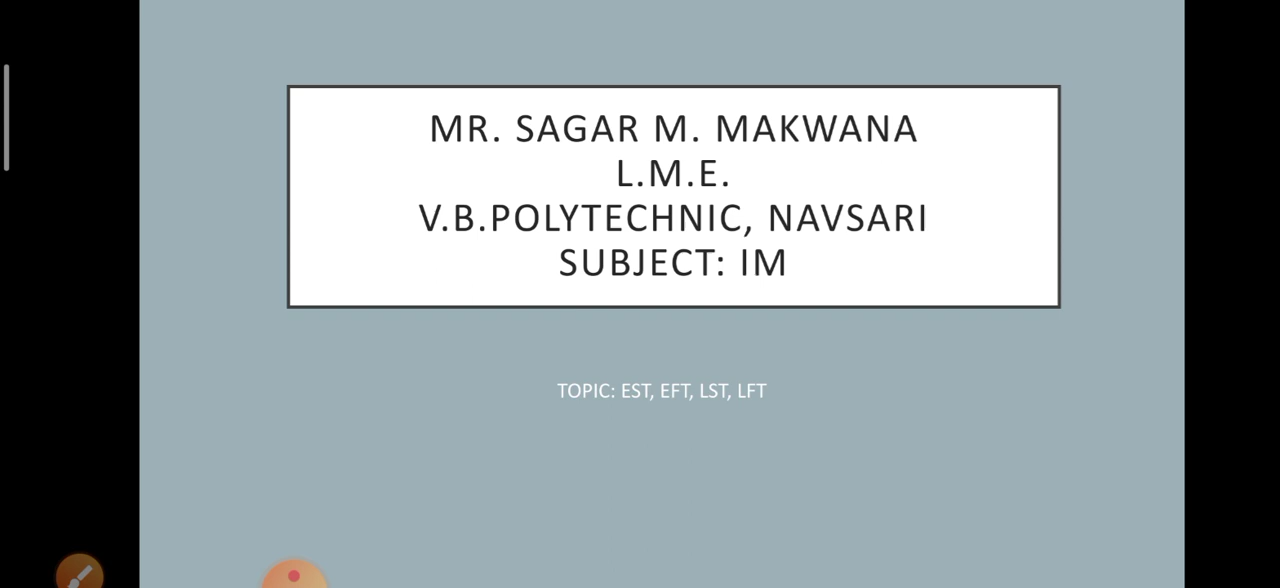 MR. SAGAR M. MAKWANA
L.M.E.
V.B.POLYTECHNIC, NAVSARI
SUBJECT: IM
TOPIC: EST, EFT, LST, LFT